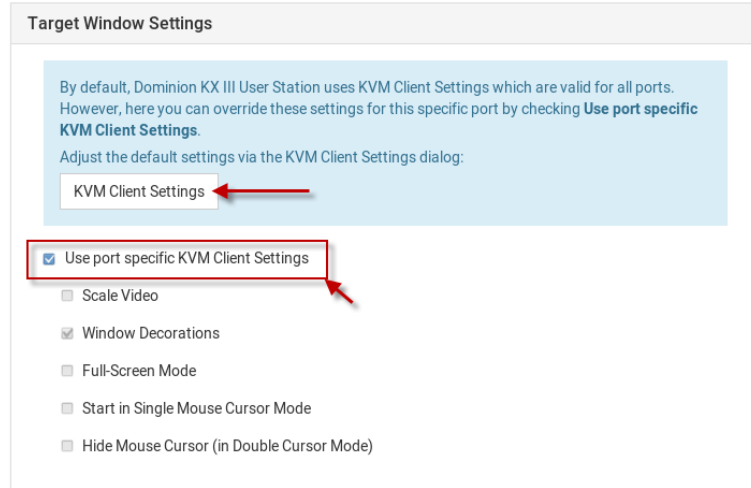 Target Window Settings
By default, Dominion KX III User Station uses KVM Client Settings which are valid for all ports.
However, here you can override these settings for this specific port by checking Use port specific
KVM Client Settings.
Adjust the default settings via the KVM Client Settings dialog:
KVM Client Settings
Use port specific KVM Client Settings
Scale Video
Window Decorations
Full-Screen Mode
Start in Single Mouse Cursor Mode
Hide Mouse Cursor (in Double Cursor Mode)